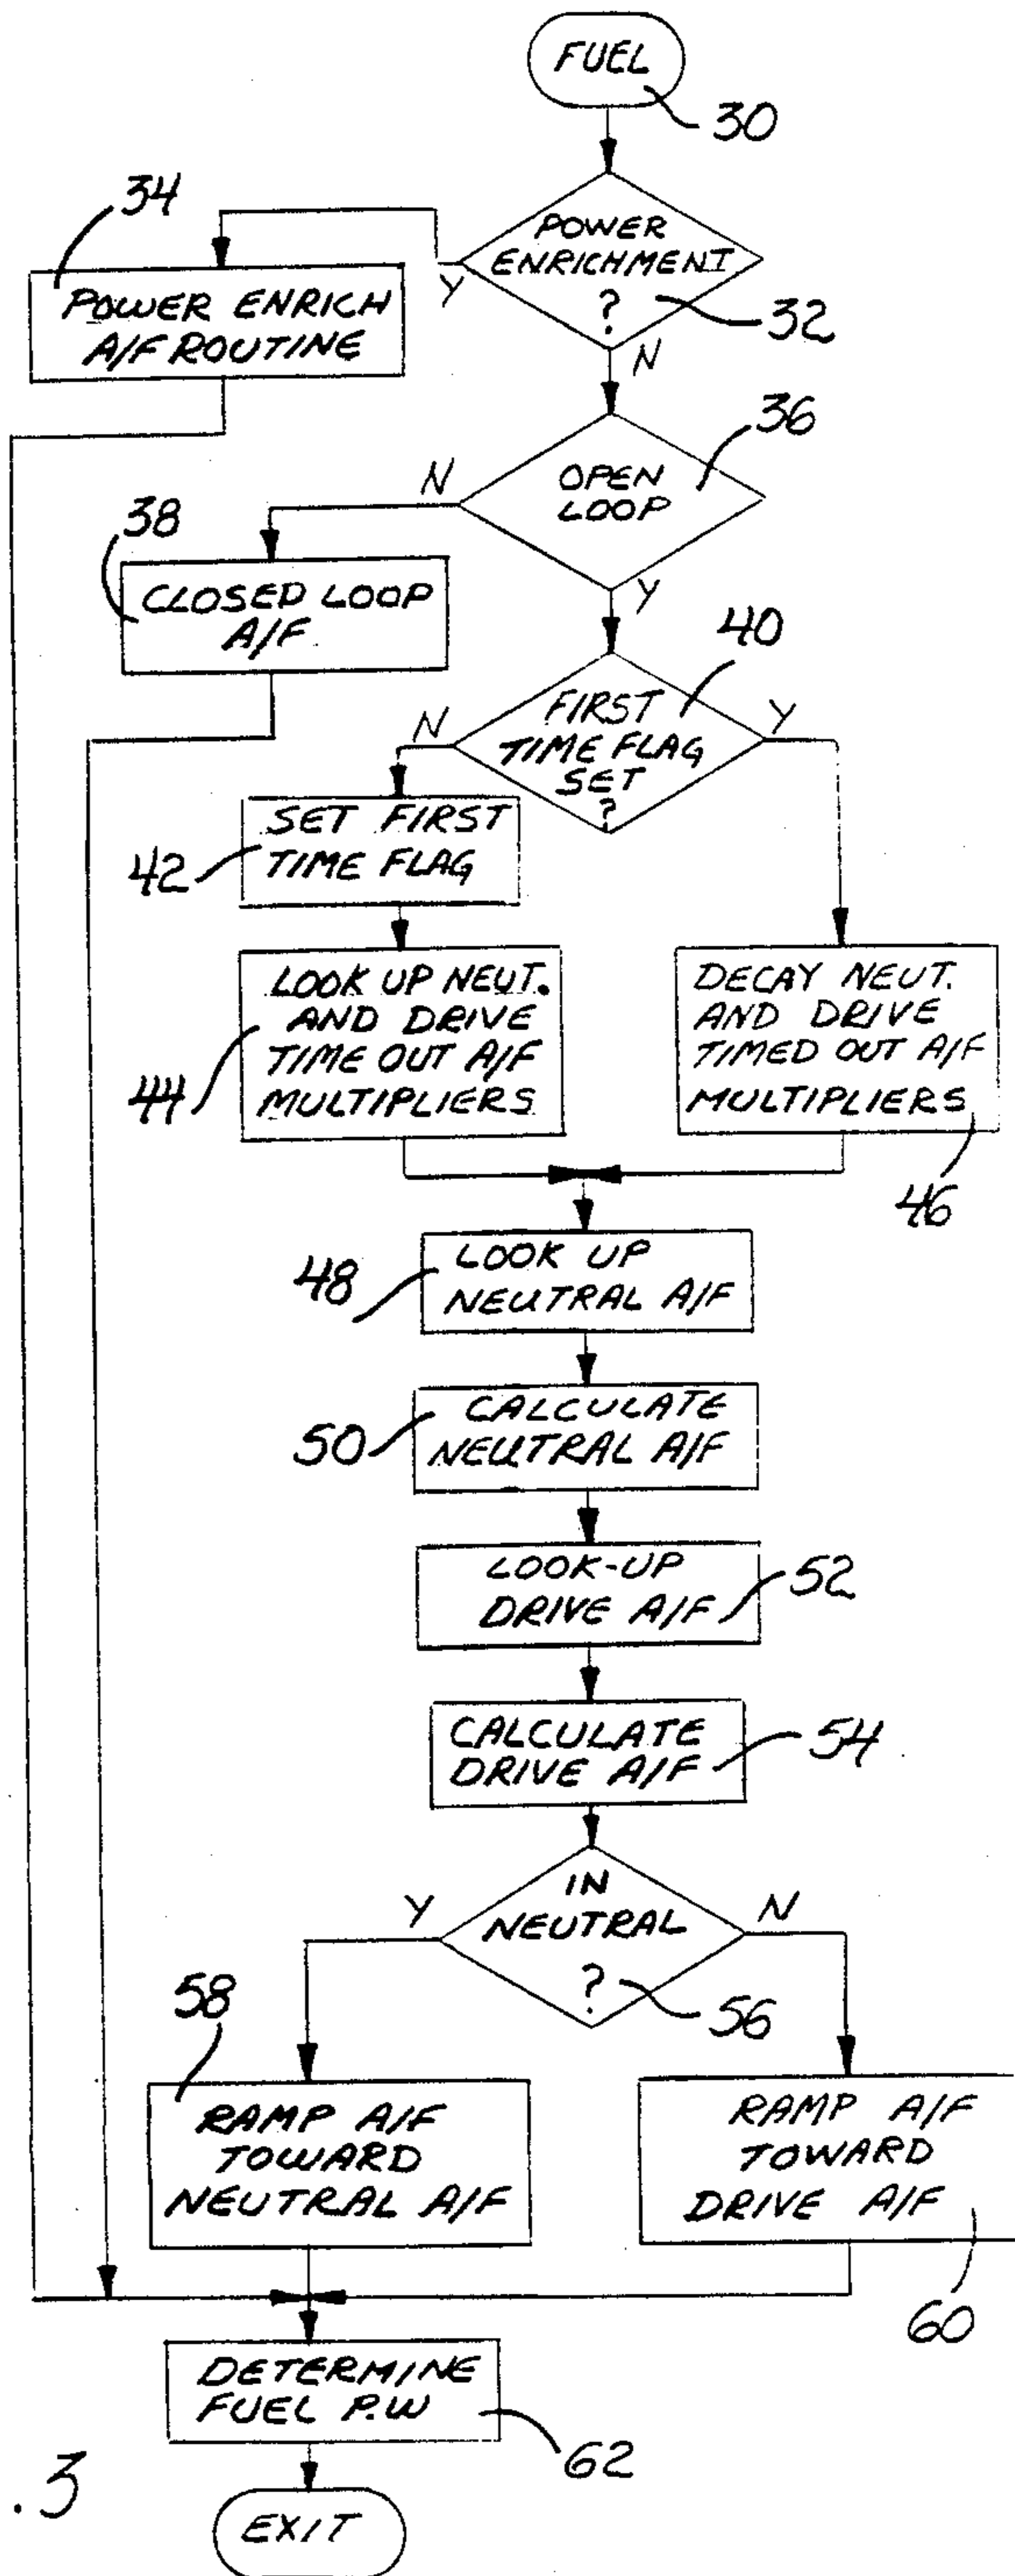 FUEL
30
POWER
ENRICHMENT
?
32
Y
N
34
POWER ENRICH
A/F ROUTINE
36
OPEN
LOOP
N
Y
38
CLOSED LOOP
A/F
40
FIRST
TIME FLAG
SET
?
N
Y
SET FIRST
TIME FLAG
42
LOOK UP NEUT.
AND DRIVE
TIME OUT A/F
MULTIPLIERS
44
DECAY NEUT.
AND DRIVE
TIMED OUT A/F
MULTIPLIERS
46
LOOK UP
NEUTRAL A/F
48
CALCULATE
NEUTRAL A/F
50
LOOK-UP
DRIVE A/F
52
CALCULATE
DRIVE A/F
54
IN
NEUTRAL
?
56
Y
N
58
RAMP A/F
TOWARD
NEUTRAL A/F
RAMP A/F
TOWARD
DRIVE A/F
60
DETERMINE
FUEL P.W
62
.3
EXIT